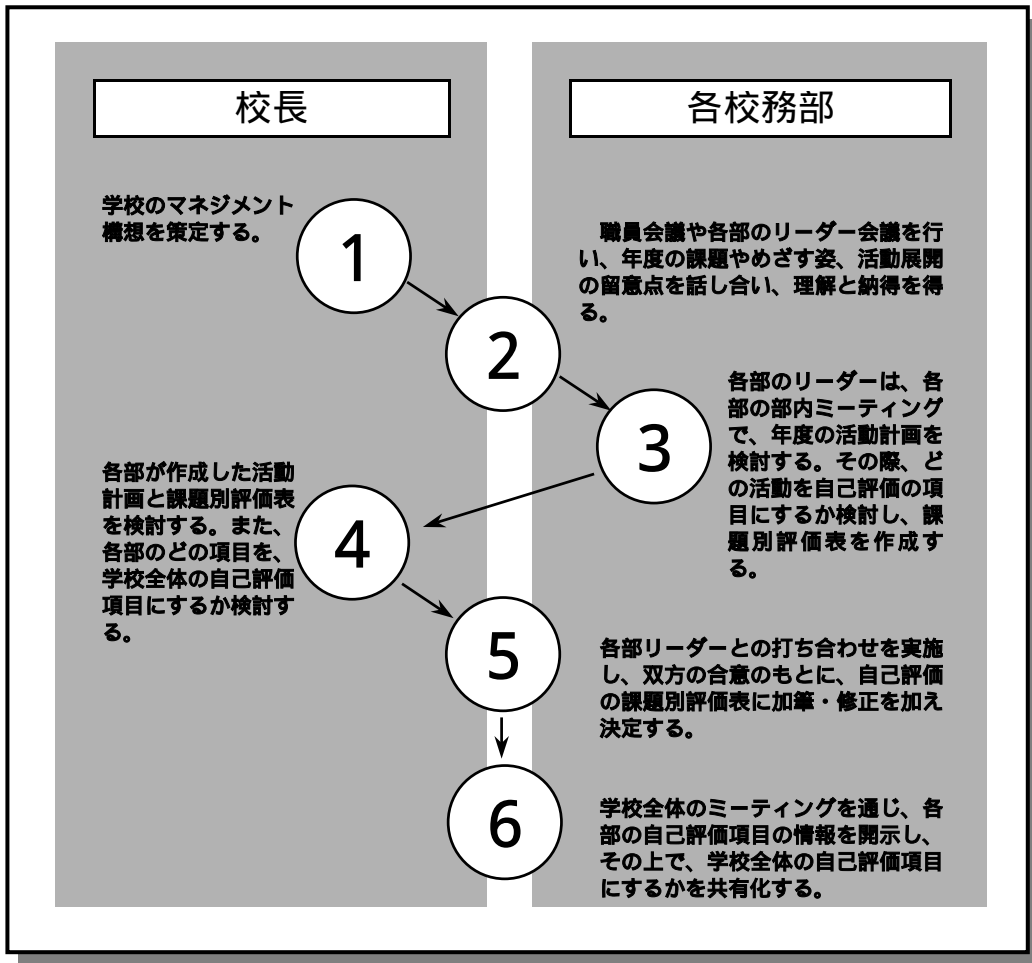 校長
各校務部
学校のマネジメント
構想を策定する。
1
職員会議や各部のリーダー会議を行
い、年度の課題やめざす姿、活動展開
の留意点を話し合い、理解と納得を得
る。
2
各部のリーダーは、各
部の部内ミーティング
で、年度の活動計画を
検討する。その際、ど
の活動を自己評価の項
目にするか検討し、課
題別評価表を作成す
る。
3
各部が作成した活動
計画と課題別評価表
を検討する。また、
各部のどの項目を、
学校全体の自己評価
項目にするか検討す
る。
4
5
各部リーダーとの打ち合わせを実施
し、双方の合意のもとに、自己評価
の課題別評価表に加筆・修正を加え
決定する。
6
学校全体のミーティングを通じ、各
部の自己評価項目の情報を開示し、
その上で、学校全体の自己評価項目
にするかを共有化する。